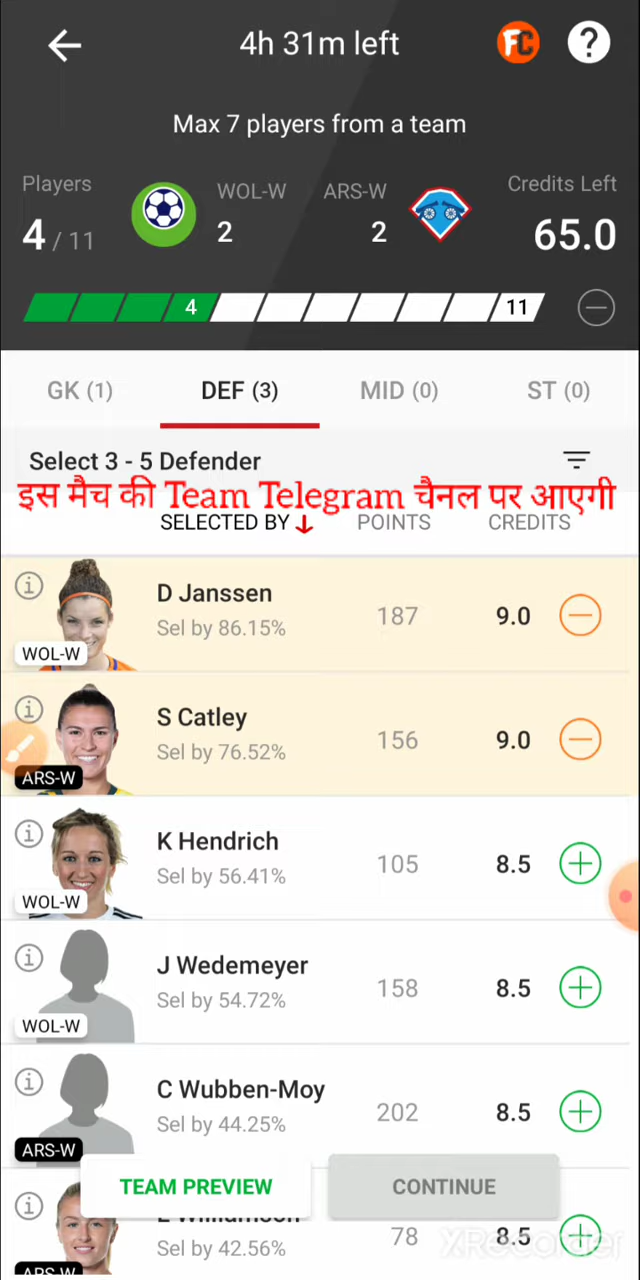 4h 31m left
FC
?
Max 7 players from a team
Players
WOL-W
ARS-W
Credits Left
4 / 11
2
2
65.0
4
11
GK (1)
DEF (3)
MID (0)
ST (0)
Select 3 - 5 Defender
इस मैच की Team Telegram चैनल पर आएगी
SELECTED BY
POINTS
CREDITS
D Janssen
Sel by 86.15%
187
9.0
WOL-W
S Catley
Sel by 76.52%
156
9.0
ARS-W
K Hendrich
Sel by 56.41%
105
8.5
WOL-W
J Wedemeyer
Sel by 54.72%
158
8.5
WOL-W
C Wubben-Moy
Sel by 44.25%
202
8.5
ARS-W
TEAM PREVIEW
CONTINUE
L Williamson
Sel by 42.56%
78
8.5
ARS-W
XRecorder